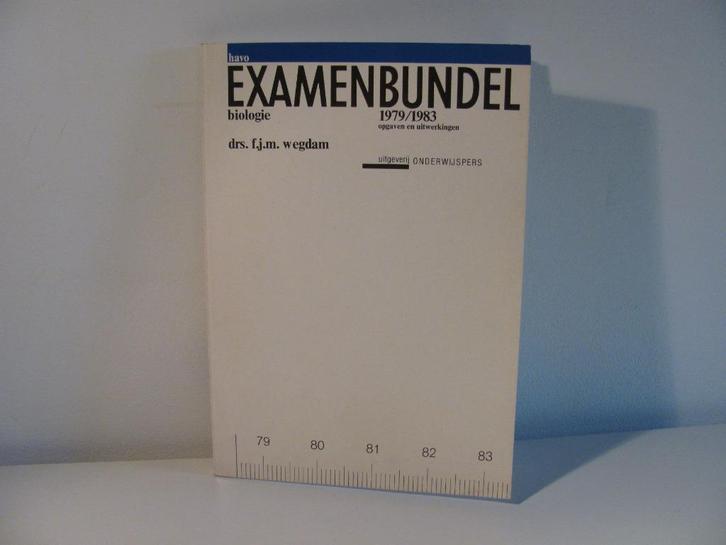 havo
EXAMENBUNDEL
biologie 1979/1983
opgaven en uitwerkingen
drs. f.j.m. wegdam
uitgeverij ONDERWIJSPERS
79 80 81 82 83